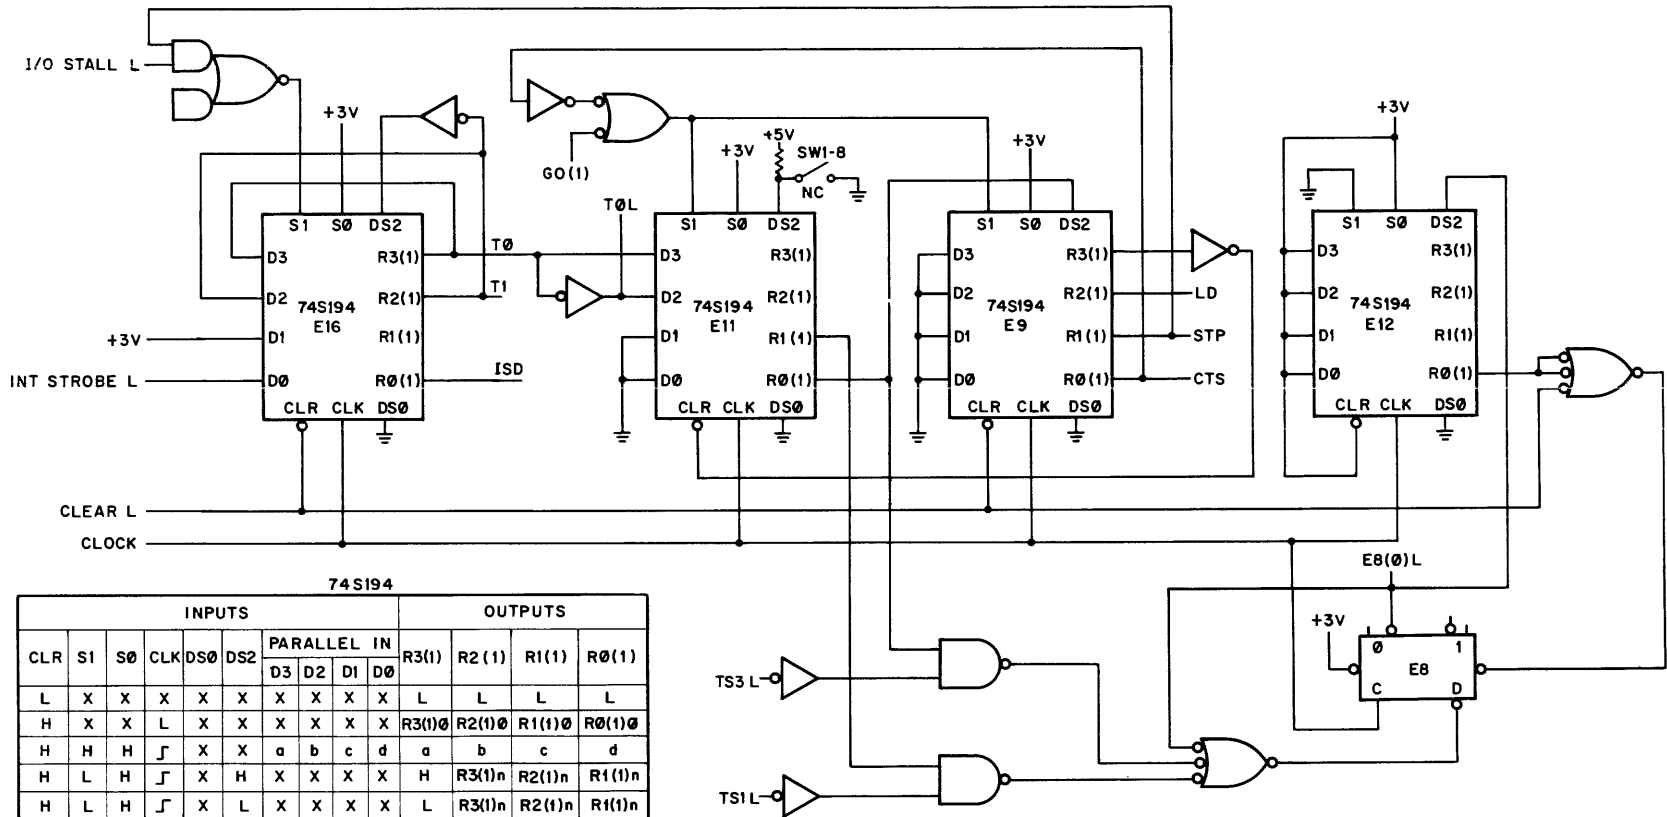 I/O STALL L
+3V
GO(1)
+3V
+5V
SW1-8
NC
+3V
+3V
S1 SØ DS2
D3
D2
D1
DØ
R3(1)
R2(1)
R1(1)
RØ(1)
74S194
E16
CLR CLK DSØ
+3V
INT STROBE L
TØ
T1
ISD
TØL
S1 SØ DS2
D3
D2
D1
DØ
R3(1)
R2(1)
R1(1)
RØ(1)
74S194
E11
CLR CLK DSØ
S1 SØ DS2
D3
D2
D1
DØ
R3(1)
R2(1)
R1(1)
RØ(1)
74S194
E9
CLR CLK DSØ
LD
STP
CTS
S1 SØ DS2
D3
D2
D1
DØ
R3(1)
R2(1)
R1(1)
RØ(1)
74S194
E12
CLR CLK DSØ
CLEAR L
CLOCK
E8(0)L
+3V
Ø 1
E8
C D
TS3 L
TS1 L
74S194
INPUTS OUTPUTS
CLR S1 SØ CLK DSØ DS2 PARALLEL IN R3(1) R2(1) R1(1) RØ(1)
D3 D2 D1 DØ
L X X X X X X X X X L L L L
H X X L X X X X X X R3(1)Ø R2(1)Ø R1(1)Ø RØ(1)Ø
H H H X X a b c d a b c d
H L H X H X X X X H R3(1)n R2(1)n R1(1)n
H L H X L X X X X L R3(1)n R2(1)n R1(1)n